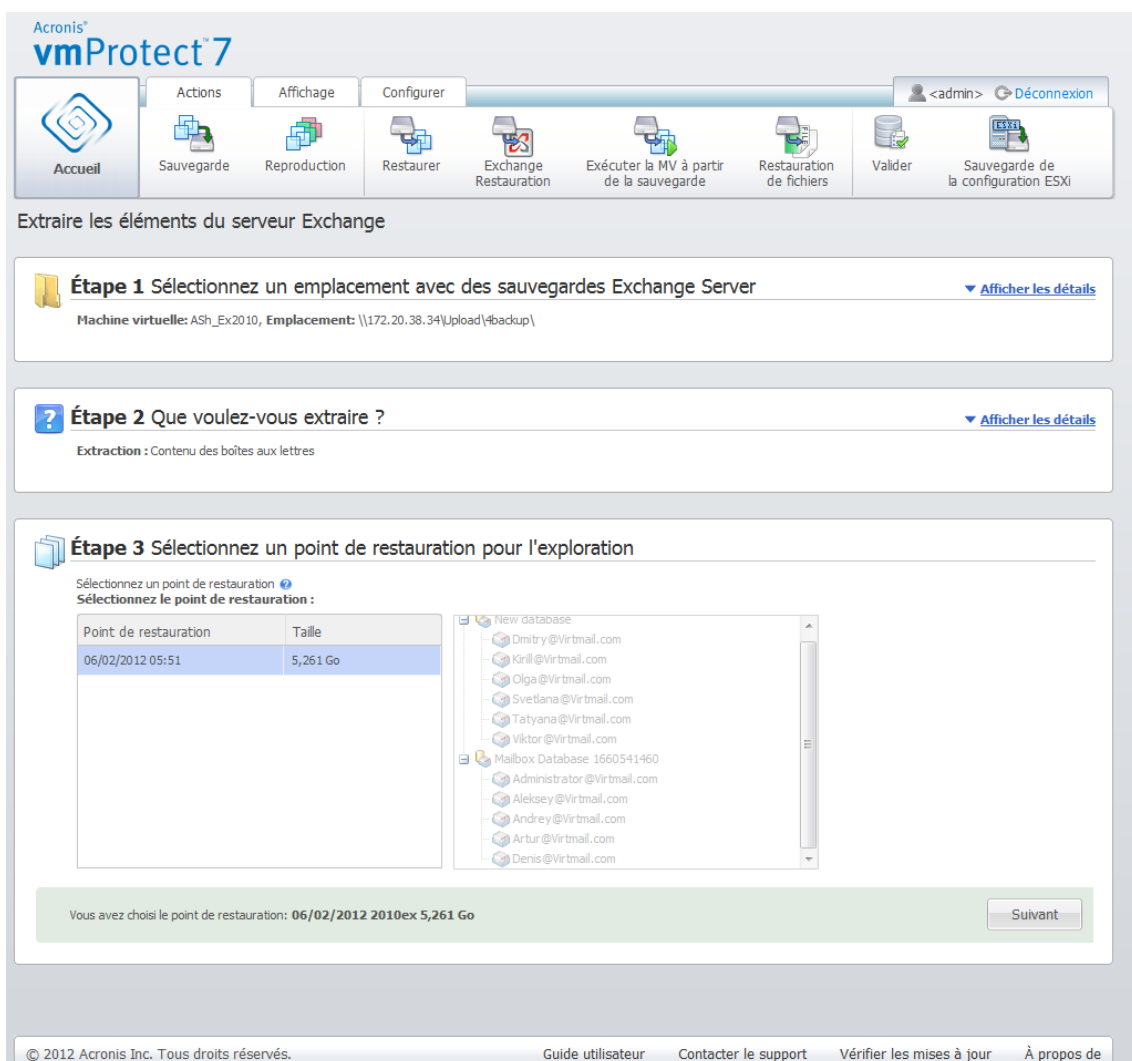 Acronis®
vmProtect™7
Actions Affichage Configurer <admin> Déconnexion
Accueil
Sauvegarde
Reproduction
Restaurer
Exchange
Restauration
Exécuter la MV à partir
de la sauvegarde
Restauration
de fichiers
Valider
ESXi
Sauvegarde de
la configuration ESXi
Extraire les éléments du serveur Exchange
Étape 1 Sélectionnez un emplacement avec des sauvegardes Exchange Server
Afficher les détails
Machine virtuelle: ASh_Ex2010, Emplacement: \\172.20.38.34\Upload\4backup\
Étape 2 Que voulez-vous extraire ?
Afficher les détails
Extraction : Contenu des boîtes aux lettres
Étape 3 Sélectionnez un point de restauration pour l'exploration
Sélectionnez un point de restauration
Sélectionnez le point de restauration :
Point de restauration Taille
06/02/2012 05:51 5,261 Go
New database
Dmitry@Virtmail.com
Kirill@Virtmail.com
Olga@Virtmail.com
Svetlana@Virtmail.com
Tatyana@Virtmail.com
Viktor@Virtmail.com
Mailbox Database 1660541460
Administrator@Virtmail.com
Aleksey@Virtmail.com
Andrey@Virtmail.com
Artur@Virtmail.com
Denis@Virtmail.com
Vous avez choisi le point de restauration: 06/02/2012 2010ex 5,261 Go
Suivant
© 2012 Acronis Inc. Tous droits réservés. Guide utilisateur Contacter le support Vérifier les mises à jour À propos de